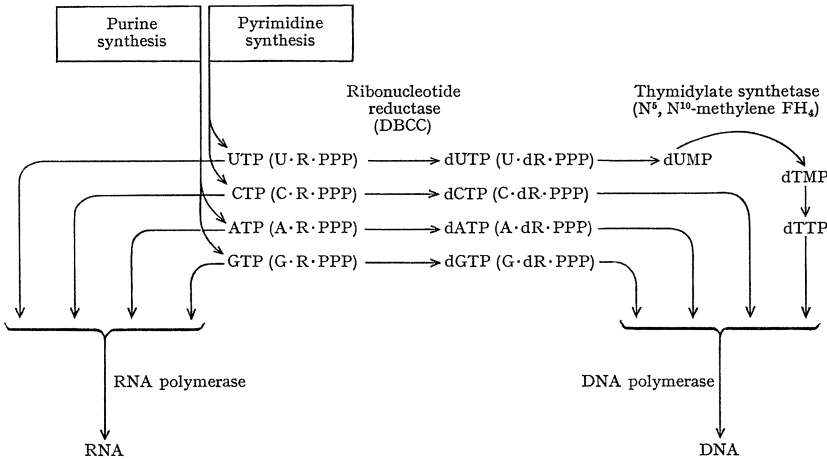 Purine
synthesis
Pyrimidine
synthesis
Ribonucleotide
reductase
(DBCC)
Thymidylate synthetase
(N⁵, N¹⁰-methylene FH₄)
UTP (U·R·PPP)
dUTP (U·dR·PPP)
dUMP
dTMP
CTP (C·R·PPP)
dCTP (C·dR·PPP)
ATP (A·R·PPP)
dATP (A·dR·PPP)
dTTP
GTP (G·R·PPP)
dGTP (G·dR·PPP)
RNA polymerase
DNA polymerase
RNA
DNA